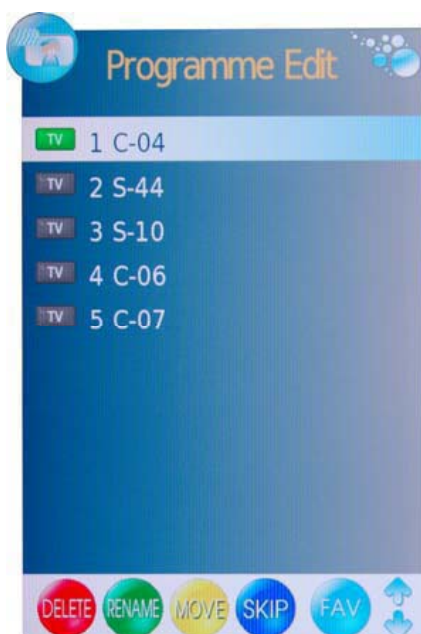 Programme Edit
TV 1 C-04
TV 2 S-44
TV 3 S-10
TV 4 C-06
TV 5 C-07
DELETE RENAME MOVE SKIP FAV